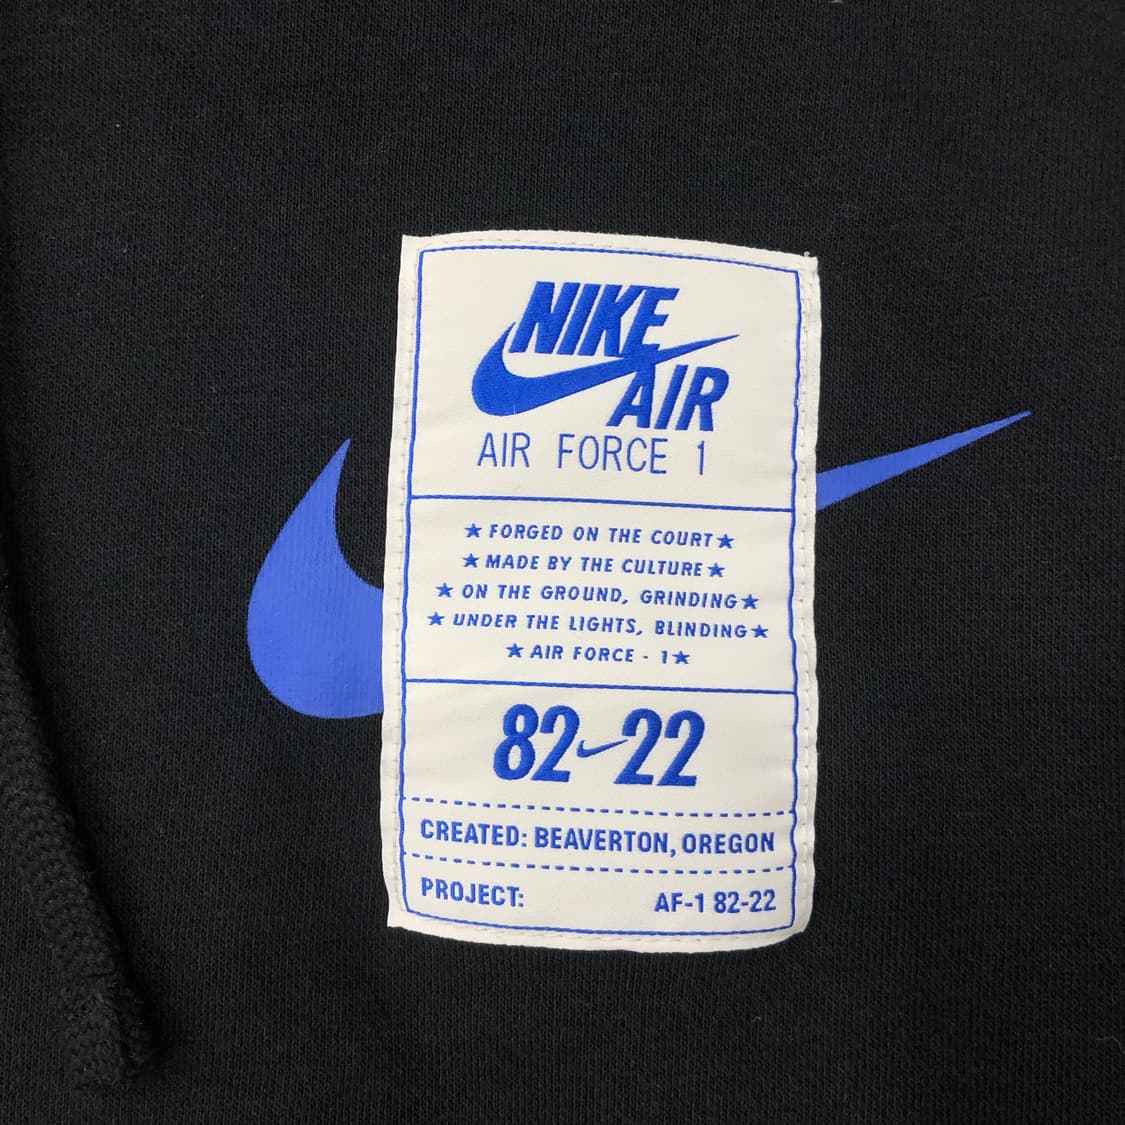 NIKE
AIR
AIR FORCE 1
★ FORGED ON THE COURT ★
★ MADE BY THE CULTURE ★
★ ON THE GROUND, GRINDING ★
★ UNDER THE LIGHTS, BLINDING ★
★ AIR FORCE - 1 ★
82 22
CREATED: BEAVERTON, OREGON
PROJECT: AF-1 82-22